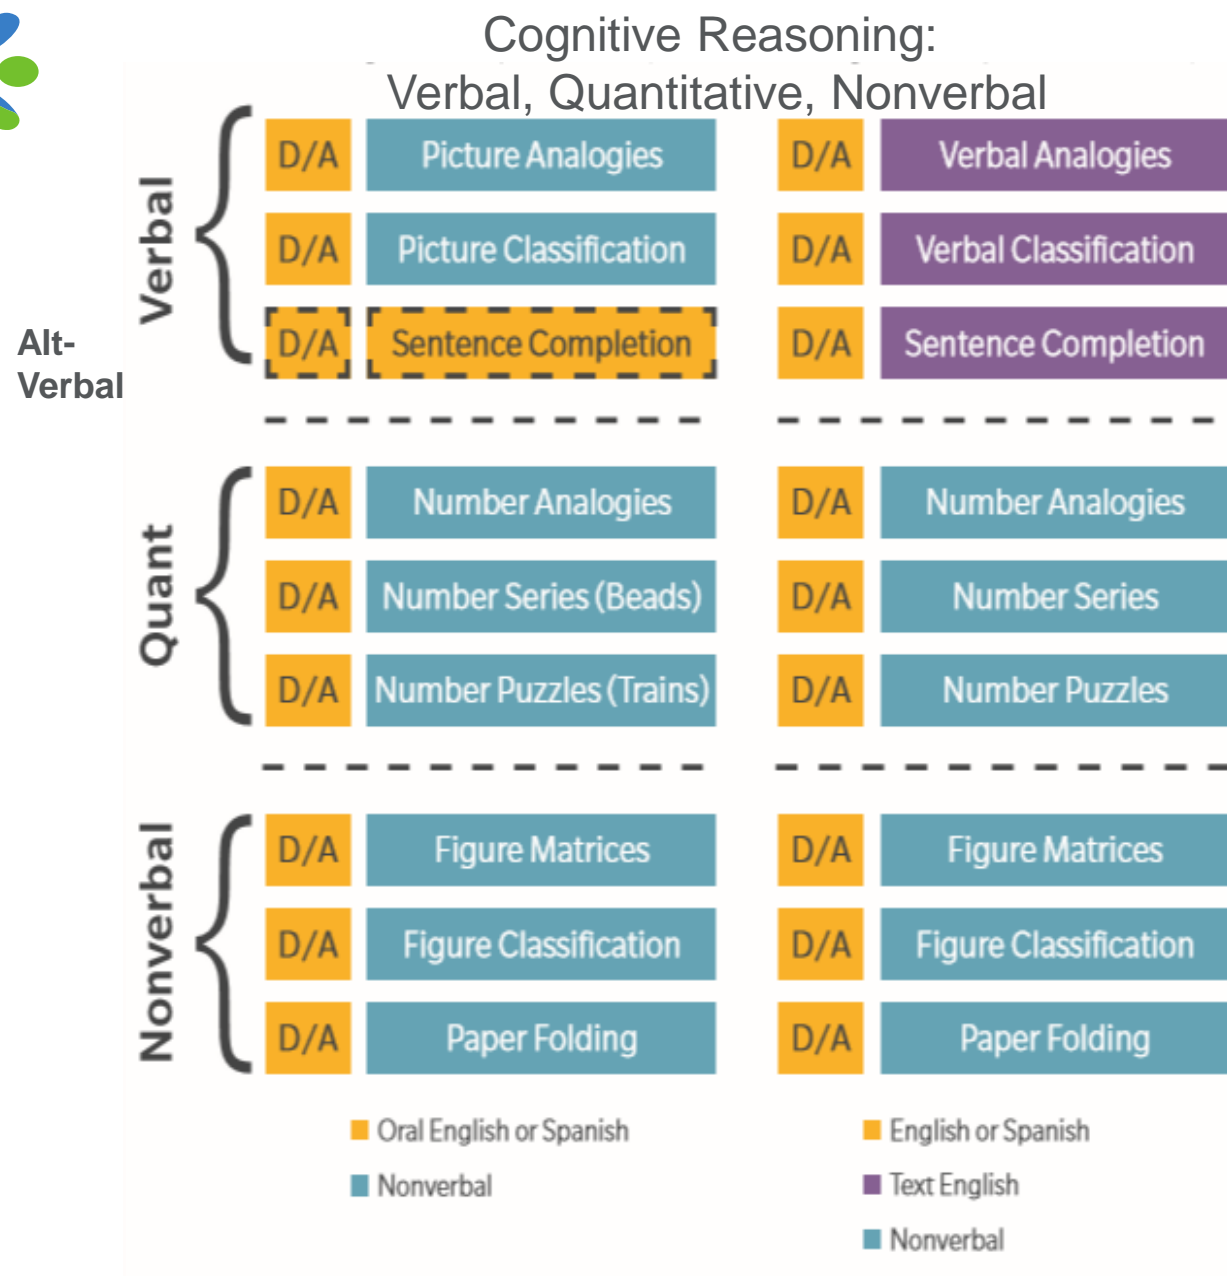 Cognitive Reasoning:
Verbal, Quantitative, Nonverbal
Verbal
D/A Picture Analogies D/A Verbal Analogies
D/A Picture Classification D/A Verbal Classification
Alt-
Verbal
D/A Sentence Completion D/A Sentence Completion
Quant
D/A Number Analogies D/A Number Analogies
D/A Number Series (Beads) D/A Number Series
D/A Number Puzzles (Trains) D/A Number Puzzles
Nonverbal
D/A Figure Matrices D/A Figure Matrices
D/A Figure Classification D/A Figure Classification
D/A Paper Folding D/A Paper Folding
Oral English or Spanish English or Spanish
Nonverbal Text English
Nonverbal